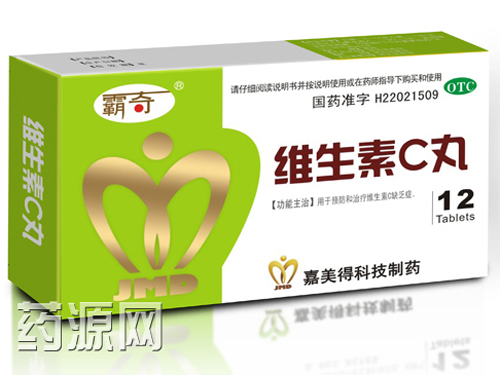 霸奇®
请仔细阅读说明书并按说明使用或在药师指导下购买和使用
国药准字 H22021509
OTC
维生素C丸
【功能主治】用于预防和治疗维生素C缺乏症.
12
Tablets
JMD
嘉美得科技制药
JMD
维生素C丸
药源网